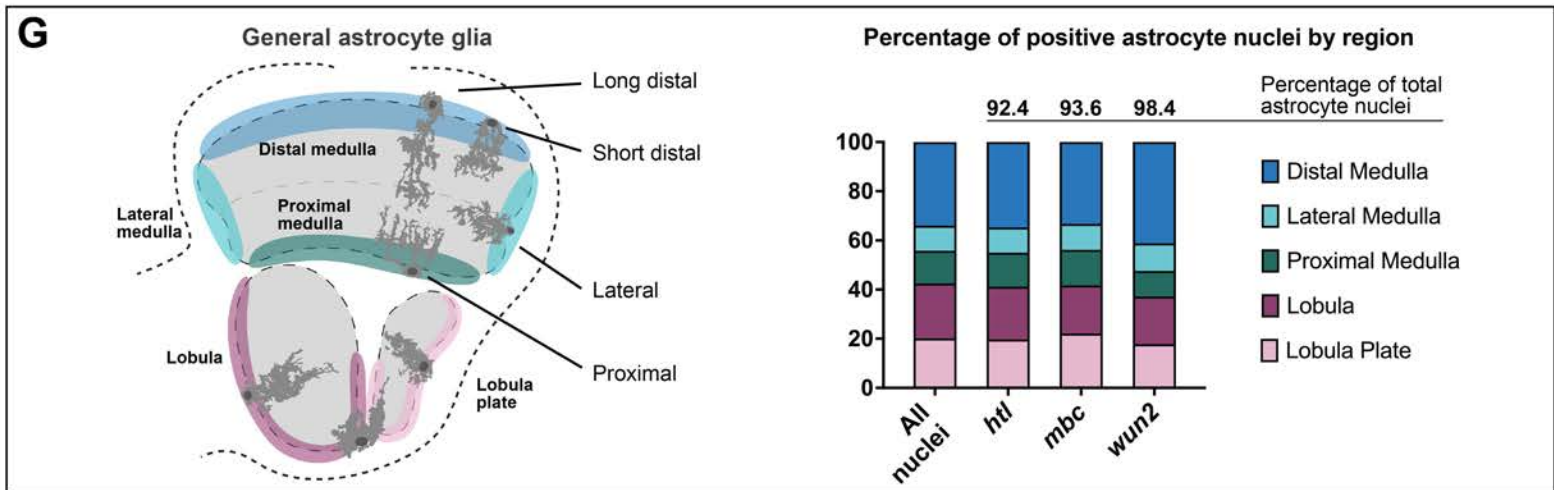 G
General astrocyte glia
Long distal
Short distal
Distal medulla
Lateral
medulla
Proximal
medulla
Lateral
Lobula
Lobula
plate
Proximal
Percentage of positive astrocyte nuclei by region
92.4 93.6 98.4
Percentage of total
astrocyte nuclei
100
80
60
40
20
0
All
nuclei
htl
mbc
wun2
Distal Medulla
Lateral Medulla
Proximal Medulla
Lobula
Lobula Plate